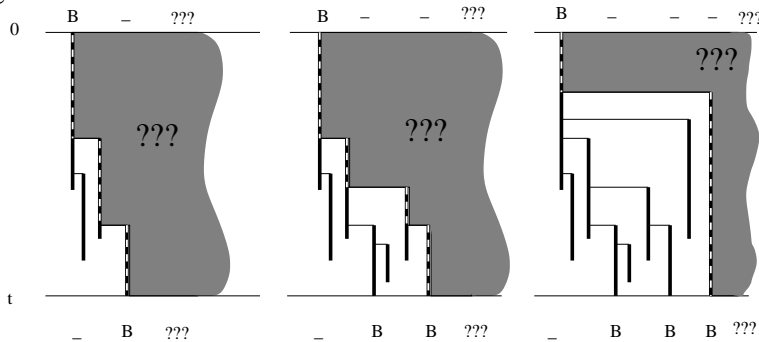 B – ???
B – – ???
B – – – ???
0
???
???
???
t
– B ???
– B B ???
– B B B ???